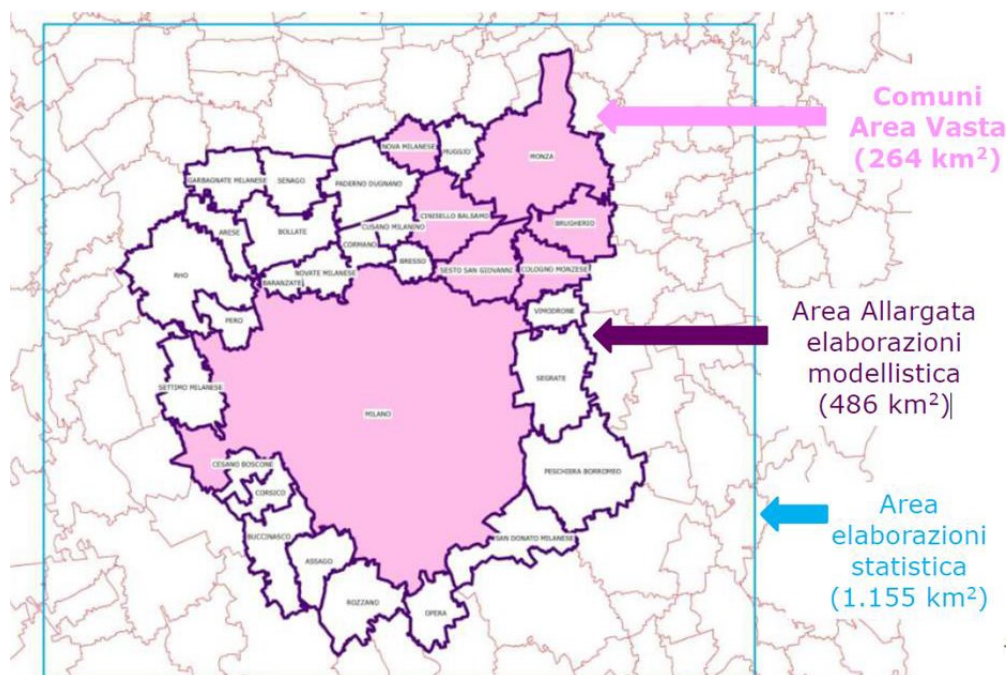 Comuni
Area Vasta
(264 km²)
NOVA MILANESE
MUGGIO'
MONZA
GARBAGNATE MILANESE
SENAGO
PADERNO DUGNANO
CINISELLO BALSAMO
BRUGHERIO
ARESE
BOLLATE
CUSANO MILANINO
CORMANO
RHO
NOVATE MILANESE
BRESSO
SESTO SAN GIOVANNI
COLOGNO MONZESE
BARANZATE
PERO
VIMODRONE
Area Allargata
elaborazioni
modellistica
(486 km²)
SETTIMO MILANESE
SEGRATE
MILANO
CESANO BOSCONE
PESCHIERA BORROMEO
CORSICO
BUCCINASCO
SAN DONATO MILANESE
ASSAGO
ROZZANO
OPERA
Area
elaborazioni
statistica
(1.155 km²)